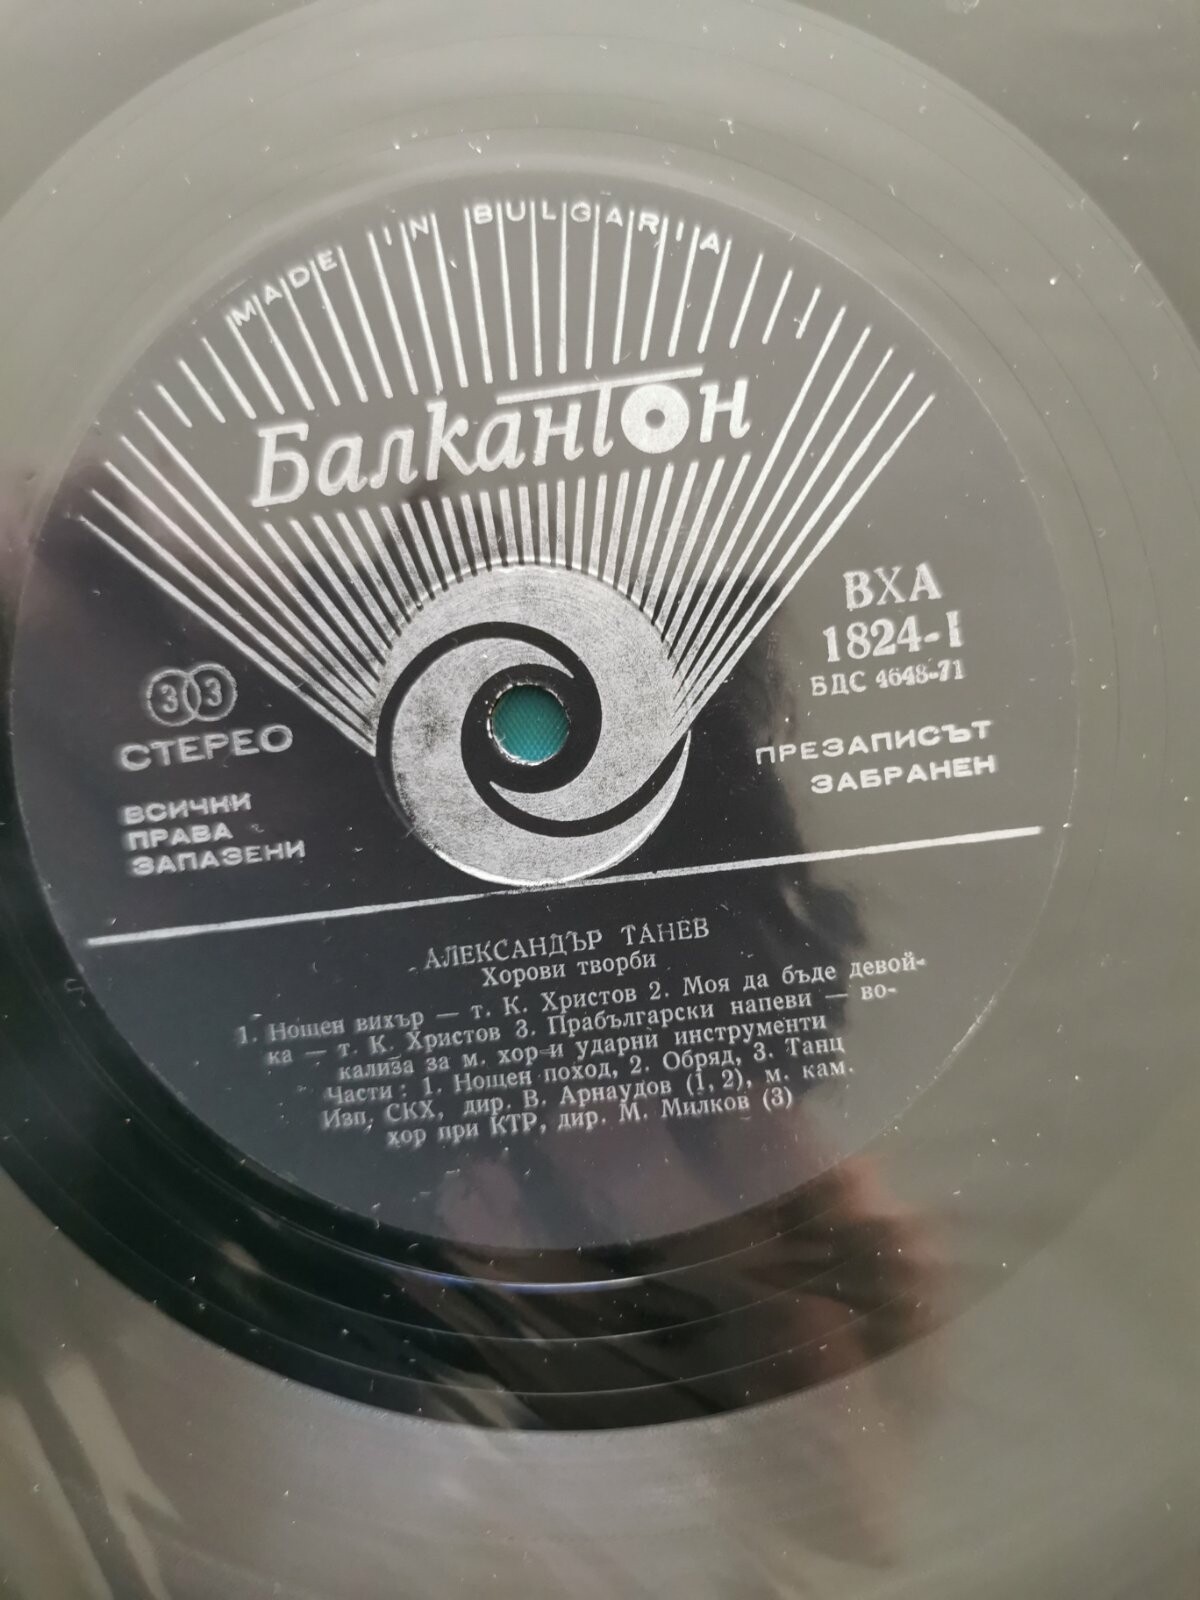 MADE IN BULGARIA
Балкантон
33
СТЕРЕО
ВСИЧКИ
ПРАВА
ЗАПАЗЕНИ
ВХА
1824-I
БДС 4648-71
ПРЕЗАПИСЪТ
ЗАБРАНЕН
АЛЕКСАНДЪР ТАНЕВ
Хорови творби
1. Нощен вихър — т. К. Христов 2. Моя да бъде девой-
ка — т. К. Христов 3. Прабългарски напеви — во-
кализа за м. хор и ударни инструменти
Части: 1. Нощен поход, 2. Обряд, 3. Танц
Изп. СКХ, дир. В. Арнаудов (1, 2), м. кам.
хор при КТР, дир. М. Милков (3)